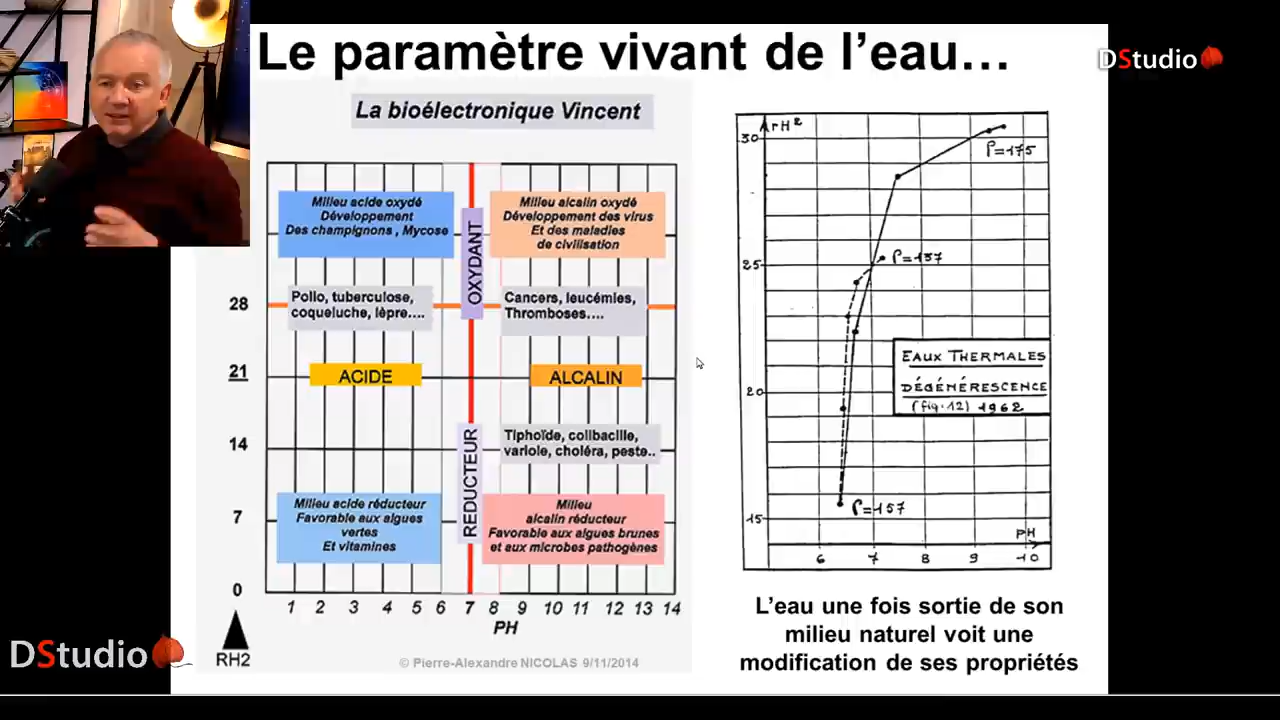 Le paramètre vivant de l’eau…
DStudio
La bioélectronique Vincent
Milieu acide oxydé
Développement
Des champignons , Mycose
Milieu alcalin oxydé
Développement des virus
Et des maladies
de civilisation
OXYDANT
28
Polio, tuberculose,
coqueluche, lèpre....
Cancers, leucémies,
Thromboses....
21
ACIDE
ALCALIN
14
REDUCTEUR
Tiphoïde, colibacille,
variole, choléra, peste..
7
Milieu acide réducteur
Favorable aux algues
vertes
Et vitamines
Milieu
alcalin réducteur
Favorable aux algues brunes
et aux microbes pathogènes
0
1 2 3 4 5 6 7 8 9 10 11 12 13 14
PH
RH2
© Pierre-Alexandre NICOLAS 9/11/2014
rH²
30
ρ=175
25
ρ=137
EAUX THERMALES
DÉGÉNÉRESCENCE
(fig.12) 1962
20
ρ=157
15
PH
6 7 8 9 10
L’eau une fois sortie de son
milieu naturel voit une
modification de ses propriétés
DStudio